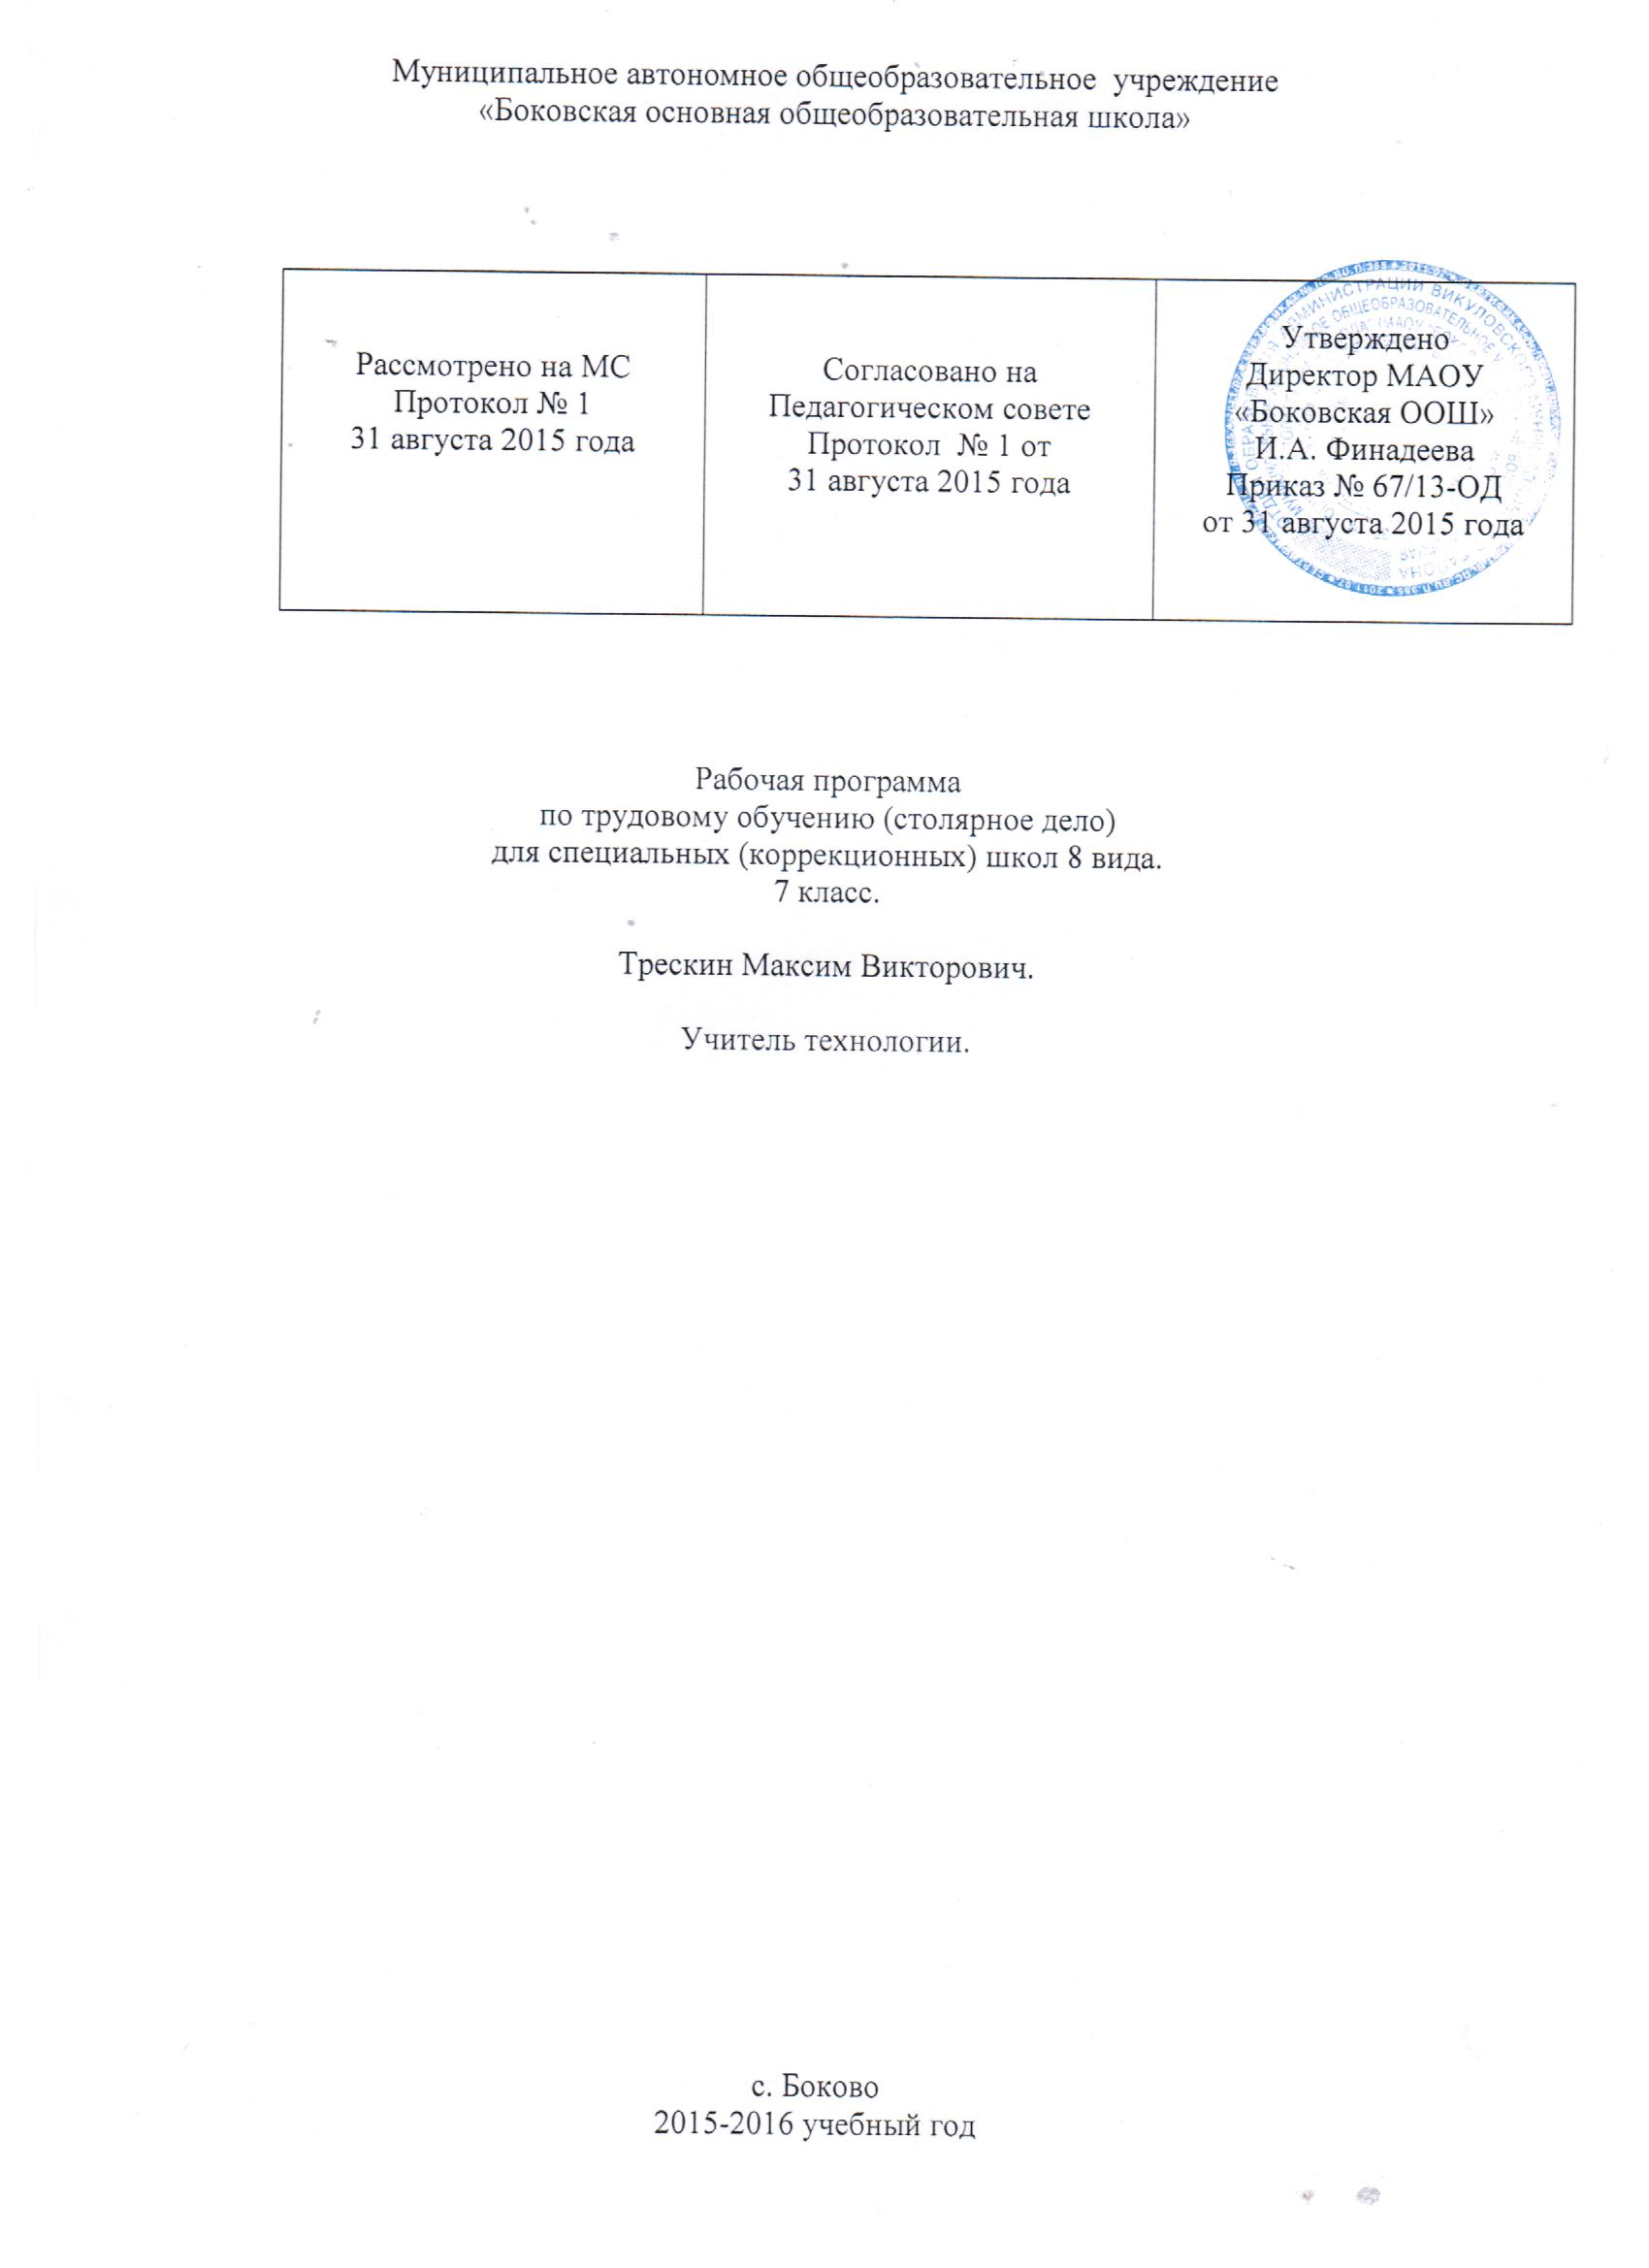 Муниципальное автономное общеобразовательное учреждение
«Боковская основная общеобразовательная школа»
Рассмотрено на МС
Протокол № 1
31 августа 2015 года
Согласовано на
Педагогическом совете
Протокол № 1 от
31 августа 2015 года
Утверждено
Директор МАОУ
«Боковская ООШ»
И.А. Финадеева
Приказ № 67/13-ОД
от 31 августа 2015 года
АДМИНИСТРАЦИИ ВИКУЛОВСКОГО
ОБЩЕОБРАЗОВАТЕЛЬНОЕ
Рабочая программа
по трудовому обучению (столярное дело)
для специальных (коррекционных) школ 8 вида.
7 класс.
Трескин Максим Викторович.
Учитель технологии.
с. Боково
2015-2016 учебный год